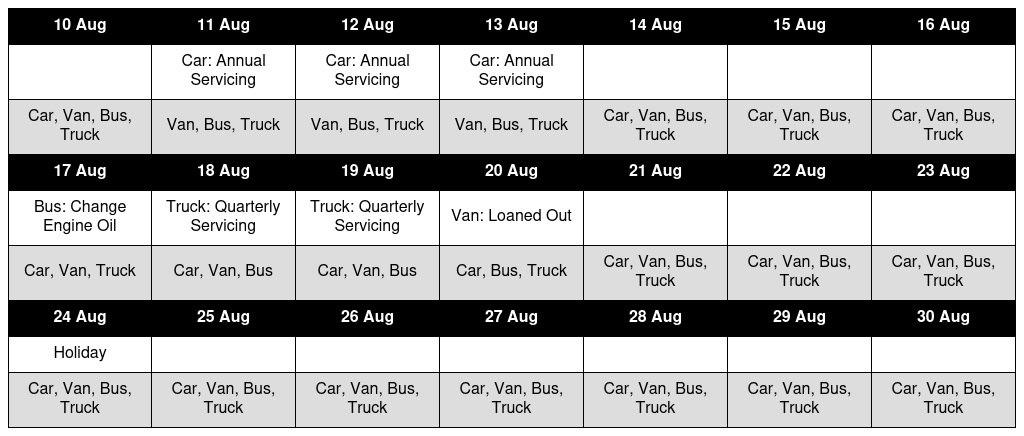 10 Aug 11 Aug 12 Aug 13 Aug 14 Aug 15 Aug 16 Aug
Car: Annual Car: Annual Car: Annual
Servicing Servicing Servicing
Car, Van, Bus, Van, Bus, Truck Van, Bus, Truck Van, Bus, Truck Car, Van, Bus, Car, Van, Bus, Car, Van, Bus,
Truck Truck Truck Truck
17 Aug 18 Aug 19 Aug 20 Aug 21 Aug 22 Aug 23 Aug
Bus: Change Truck: Quarterly Truck: Quarterly Van: Loaned Out
Engine Oil Servicing Servicing
Car, Van, Truck Car, Van, Bus Car, Van, Bus Car, Bus, Truck Car, Van, Bus, Car, Van, Bus, Car, Van, Bus,
Truck Truck Truck
24 Aug 25 Aug 26 Aug 27 Aug 28 Aug 29 Aug 30 Aug
Holiday
Car, Van, Bus, Car, Van, Bus, Car, Van, Bus, Car, Van, Bus, Car, Van, Bus, Car, Van, Bus, Car, Van, Bus,
Truck Truck Truck Truck Truck Truck Truck